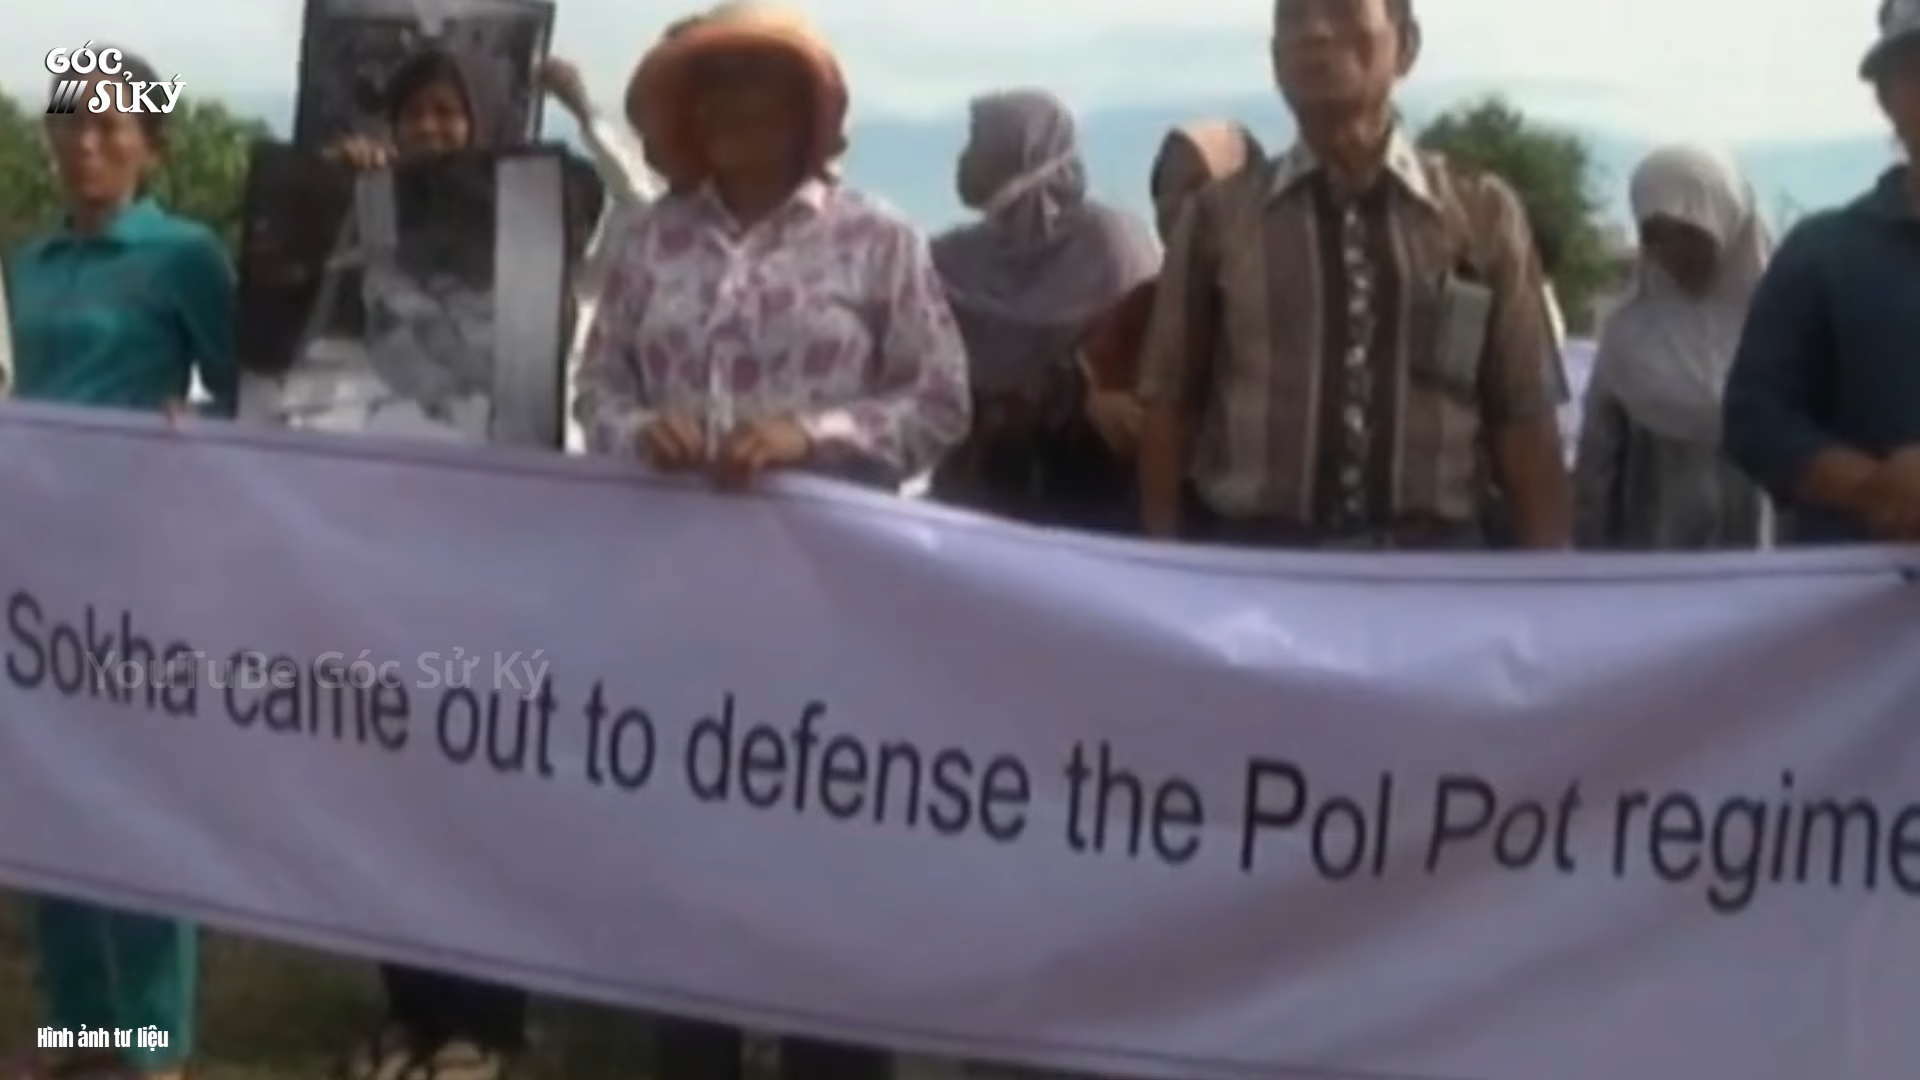 GÓC
SỬ KÝ
Sokha came out to defense the Pol Pot regime
YouTuBe Góc Sử Ký
Hình ảnh tư liệu